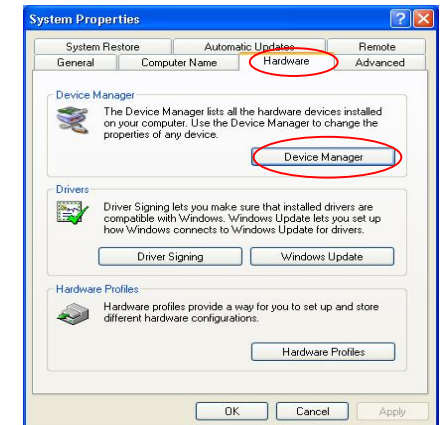 System Properties
System Restore Automatic Updates Remote
General Computer Name Hardware Advanced
Device Manager
The Device Manager lists all the hardware devices installed
on your computer. Use the Device Manager to change the
properties of any device.
Device Manager
Drivers
Driver Signing lets you make sure that installed drivers are
compatible with Windows. Windows Update lets you set up
how Windows connects to Windows Update for drivers.
Driver Signing Windows Update
Hardware Profiles
Hardware profiles provide a way for you to set up and store
different hardware configurations.
Hardware Profiles
OK Cancel Apply